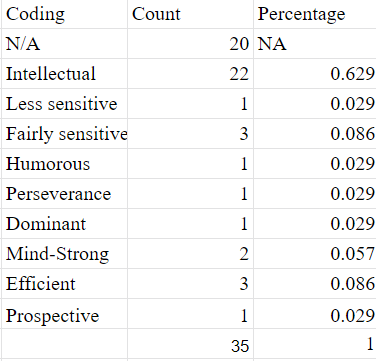 Coding Count Percentage
N/A 20 NA
Intellectual 22 0.629
Less sensitive 1 0.029
Fairly sensitive 3 0.086
Humorous 1 0.029
Perseverance 1 0.029
Dominant 1 0.029
Mind-Strong 2 0.057
Efficient 3 0.086
Prospective 1 0.029
35 1